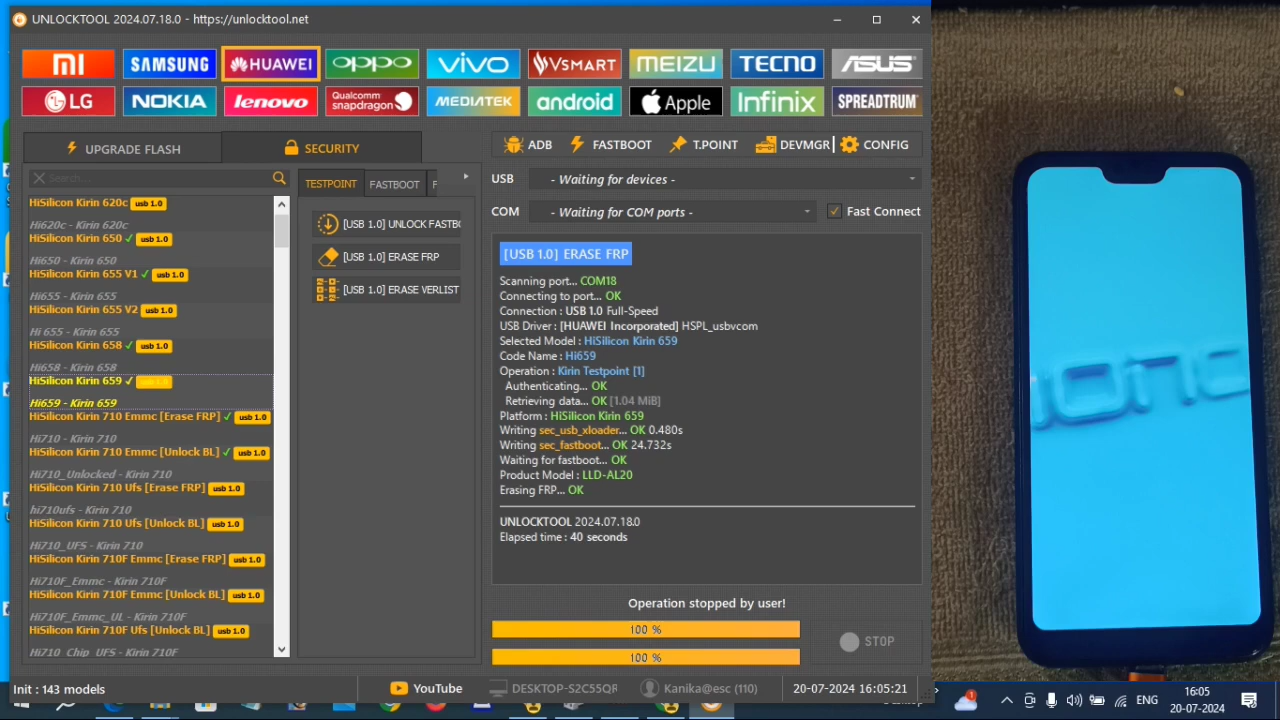 UNLOCKTOOL 2024.07.18.0 - https://unlocktool.net
MI SAMSUNG HUAWEI OPPO VIVO VSMART MEIZU TECNO ASUS
LG NOKIA lenovo Qualcomm snapdragon MEDIATEK android Apple Infinix SPREADTRUM
UPGRADE FLASH SECURITY
ADB FASTBOOT T.POINT DEVMGR CONFIG
Search...
TESTPOINT FASTBOOT F
USB - Waiting for devices -
COM - Waiting for COM ports - Fast Connect
HiSilicon Kirin 620c usb 1.0
Hi620c - Kirin 620c
HiSilicon Kirin 650 ✓ usb 1.0
Hi650 - Kirin 650
HiSilicon Kirin 655 V1 ✓ usb 1.0
Hi655 - Kirin 655
HiSilicon Kirin 655 V2 usb 1.0
Hi 655 - Kirin 655
HiSilicon Kirin 658 ✓ usb 1.0
Hi658 - Kirin 658
HiSilicon Kirin 659 ✓ usb 1.0
Hi659 - Kirin 659
HiSilicon Kirin 710 Emmc [Erase FRP] ✓ usb 1.0
Hi710 - Kirin 710
HiSilicon Kirin 710 Emmc [Unlock BL] ✓ usb 1.0
Hi710_Unlocked - Kirin 710
HiSilicon Kirin 710 Ufs [Erase FRP] usb 1.0
hi710ufs - Kirin 710
HiSilicon Kirin 710 Ufs [Unlock BL] usb 1.0
Hi710_UFS - Kirin 710
HiSilicon Kirin 710F Emmc [Erase FRP] usb 1.0
Hi710F_Emmc - Kirin 710F
HiSilicon Kirin 710F Emmc [Unlock BL] usb 1.0
Hi710F_Emmc_UL - Kirin 710F
HiSilicon Kirin 710F Ufs [Unlock BL] usb 1.0
Hi710_Chip_UFS - Kirin 710F
[USB 1.0] UNLOCK FASTBO
[USB 1.0] ERASE FRP
[USB 1.0] ERASE VERLIST
[USB 1.0] ERASE FRP
Scanning port... COM18
Connecting to port... OK
Connection : USB 1.0 Full-Speed
USB Driver : [HUAWEI Incorporated] HSPL_usbvcom
Selected Model : HiSilicon Kirin 659
Code Name : Hi659
Operation : Kirin Testpoint [1]
Authenticating... OK
Retrieving data... OK [1.04 MiB]
Platform : HiSilicon Kirin 659
Writing sec_usb_xloader... OK 0.480s
Writing sec_fastboot... OK 24.732s
Waiting for fastboot... OK
Product Model : LLD-AL20
Erasing FRP... OK
UNLOCKTOOL 2024.07.18.0
Elapsed time : 40 seconds
Operation stopped by user!
100 %
STOP
100 %
Init : 143 models YouTube DESKTOP-S2C55QR Kanika@esc (110) 20-07-2024 16:05:21
ENG 16:05
20-07-2024